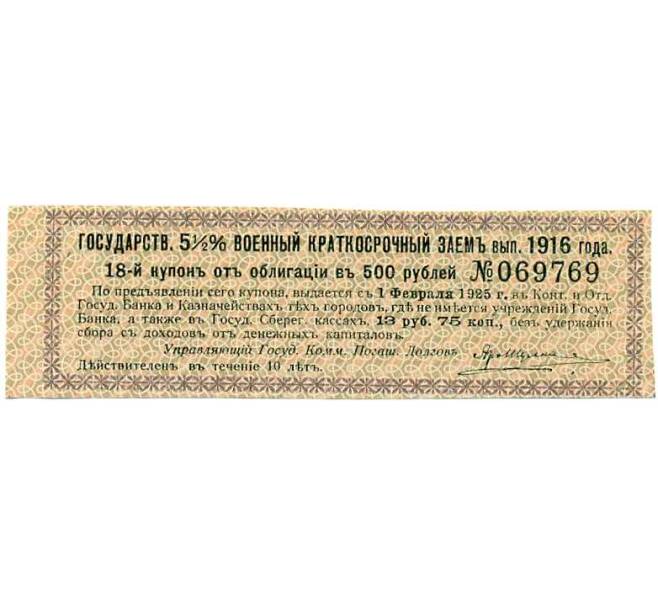 ГОСУДАРСТВ. 5½% ВОЕННЫЙ КРАТКОСРОЧНЫЙ ЗАЕМЪ вып. 1916 года.
18-й купонъ отъ облигаціи въ 500 рублей № 069769
По предъявленіи сего купона, выдается съ 1 Февраля 1925 г. въ Конт. и Отд.
Госуд. Банка и Казначействахъ тѣхъ городовъ, гдѣ не имѣется учрежденій Госуд.
Банка, а также въ Госуд. Сберег. кассахъ, 13 руб. 75 коп., безъ удержанія
сбора съ доходовъ отъ денежныхъ капиталовъ.
Управляющій Госуд. Комм. Погаш. Долговъ
Дѣйствителенъ въ теченіе 10 лѣтъ.